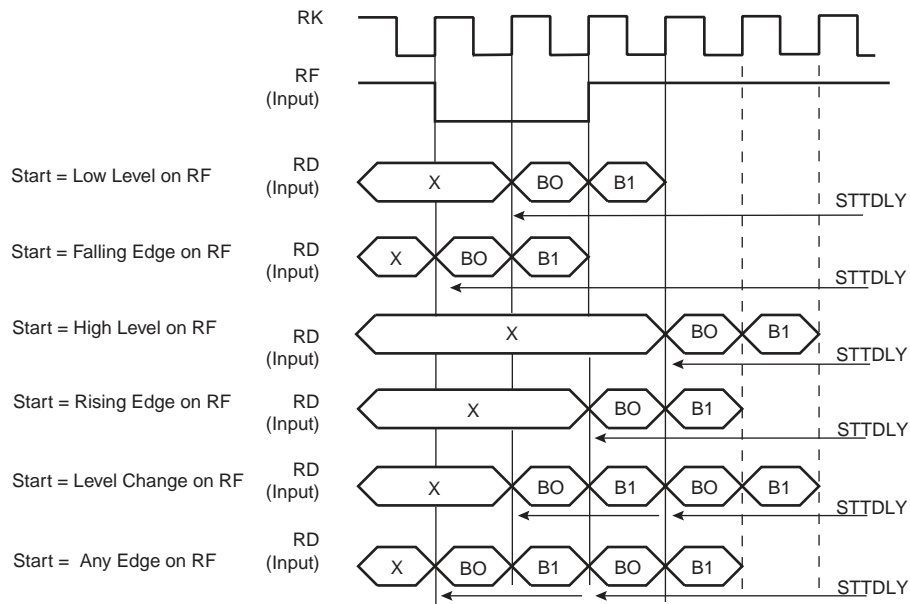 RK
RF
(Input)
Start = Low Level on RF
RD
(Input)
X
BO
B1
STTDLY
Start = Falling Edge on RF
RD
(Input)
X
BO
B1
STTDLY
Start = High Level on RF
RD
(Input)
X
BO
B1
STTDLY
Start = Rising Edge on RF
RD
(Input)
X
BO
B1
STTDLY
Start = Level Change on RF
RD
(Input)
X
BO
B1
BO
B1
STTDLY
Start = Any Edge on RF
RD
(Input)
X
BO
B1
BO
B1
STTDLY